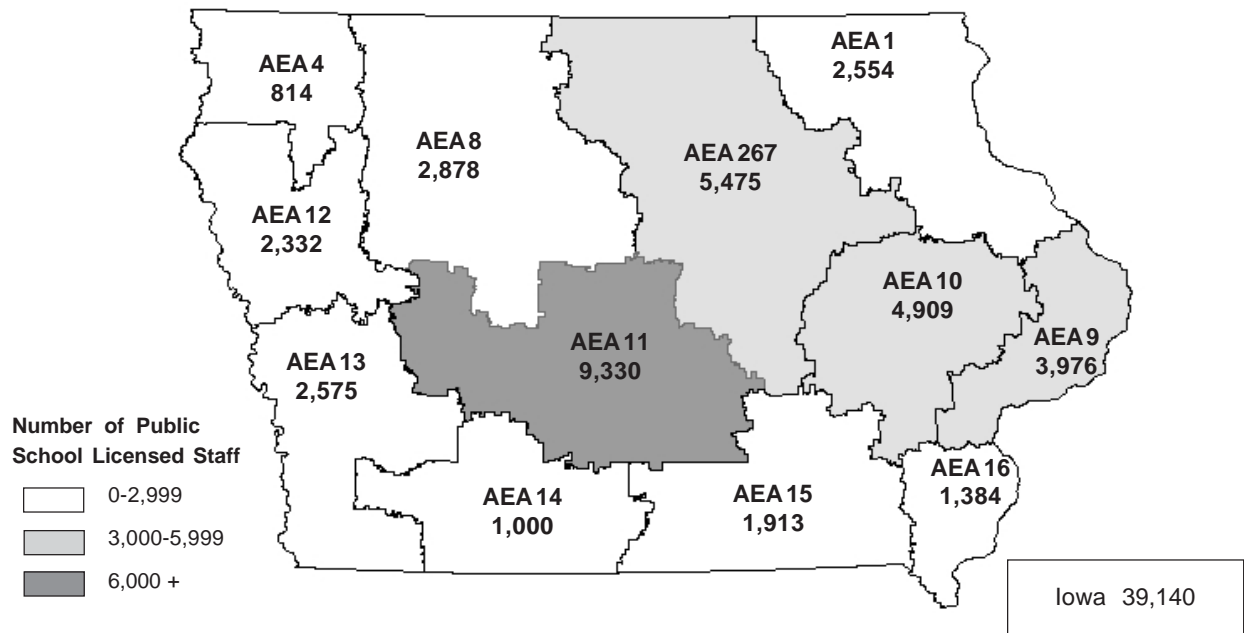 AEA 4
814
AEA 8
2,878
AEA 267
5,475
AEA 1
2,554
AEA 12
2,332
AEA 10
4,909
AEA 9
3,976
AEA 11
9,330
AEA 13
2,575
AEA 14
1,000
AEA 15
1,913
AEA 16
1,384
Number of Public
School Licensed Staff
0-2,999
3,000-5,999
6,000 +
Iowa 39,140